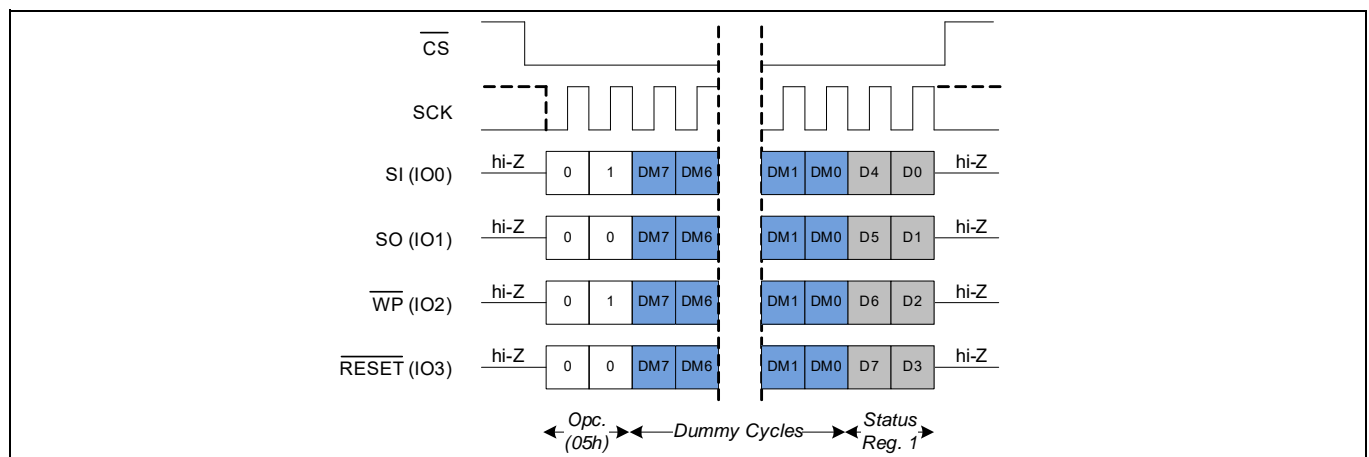 CS
SCK
SI (IO0) hi-Z 0 1 DM7 DM6 DM1 DM0 D4 D0 hi-Z
SO (IO1) hi-Z 0 0 DM7 DM6 DM1 DM0 D5 D1 hi-Z
WP (IO2) hi-Z 0 1 DM7 DM6 DM1 DM0 D6 D2 hi-Z
RESET (IO3) hi-Z 0 0 DM7 DM6 DM1 DM0 D7 D3 hi-Z
Opc. (05h) Dummy Cycles Status Reg. 1